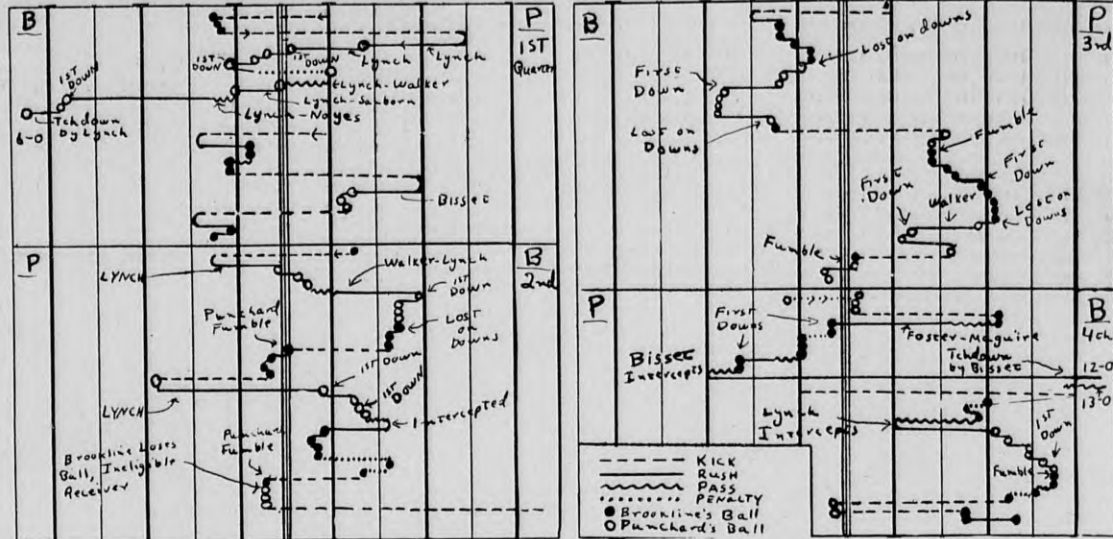 B
P
1ST
Quarter
1ST DOWN
1ST DOWN
1ST DOWN
Lynch
Lynch
Lynch-Walker
Lynch-Sanborn
Lynch-Noyes
Tchdown
By Lynch
6-0
Bisset
P
B
2nd
LYNCH
Walker-Lynch
1ST
DOWN
Punchard
Fumble
LOST
on
DOWNS
1ST DOWN
LYNCH
1ST
DOWN
Intercepted
Punchard
Fumble
Brookline Loses
Ball, Ineligible
Receiver
B
P
3rd
Lost on downs
First
Down
Lost on
Downs
Fumble
First
Down
First
Down
Walker
Lost on
Downs
Fumble
P
B
4th
First
Downs
Foster-Maguire
Bisset
Intercepts
Tchdown
by Bisset
12-0
13-0
Lynch
Intercepts
1ST
Down
Fumble
KICK
RUSH
PASS
PENALTY
Brookline's Ball
Punchard's Ball